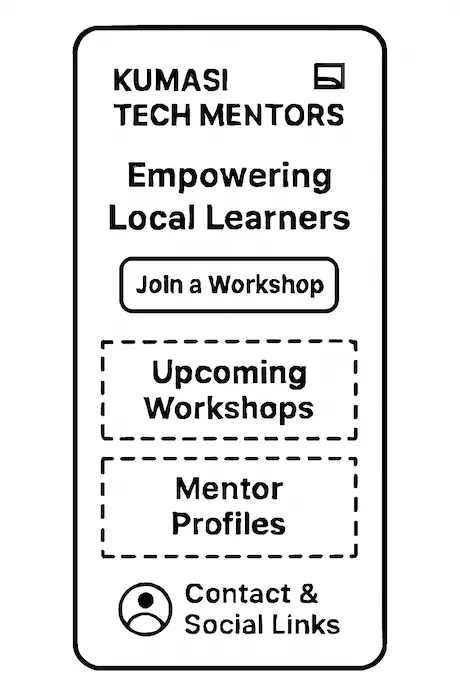 KUMASI
TECH MENTORS
Empowering
Local Learners
Join a Workshop
Upcoming
Workshops
Mentor
Profiles
Contact &
Social Links